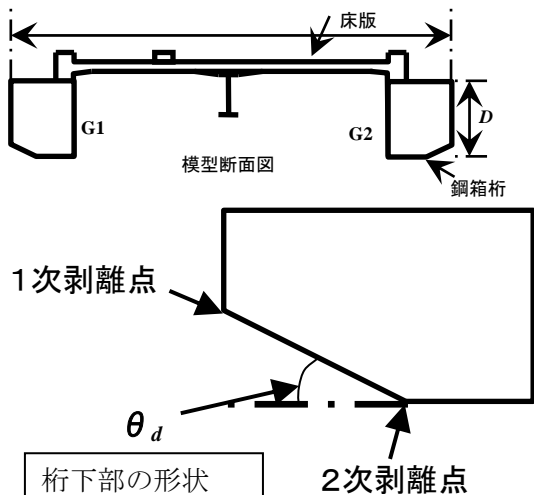 床版
G1
G2
D
模型断面図
鋼箱桁
1次剥離点
θd
桁下部の形状
2次剥離点